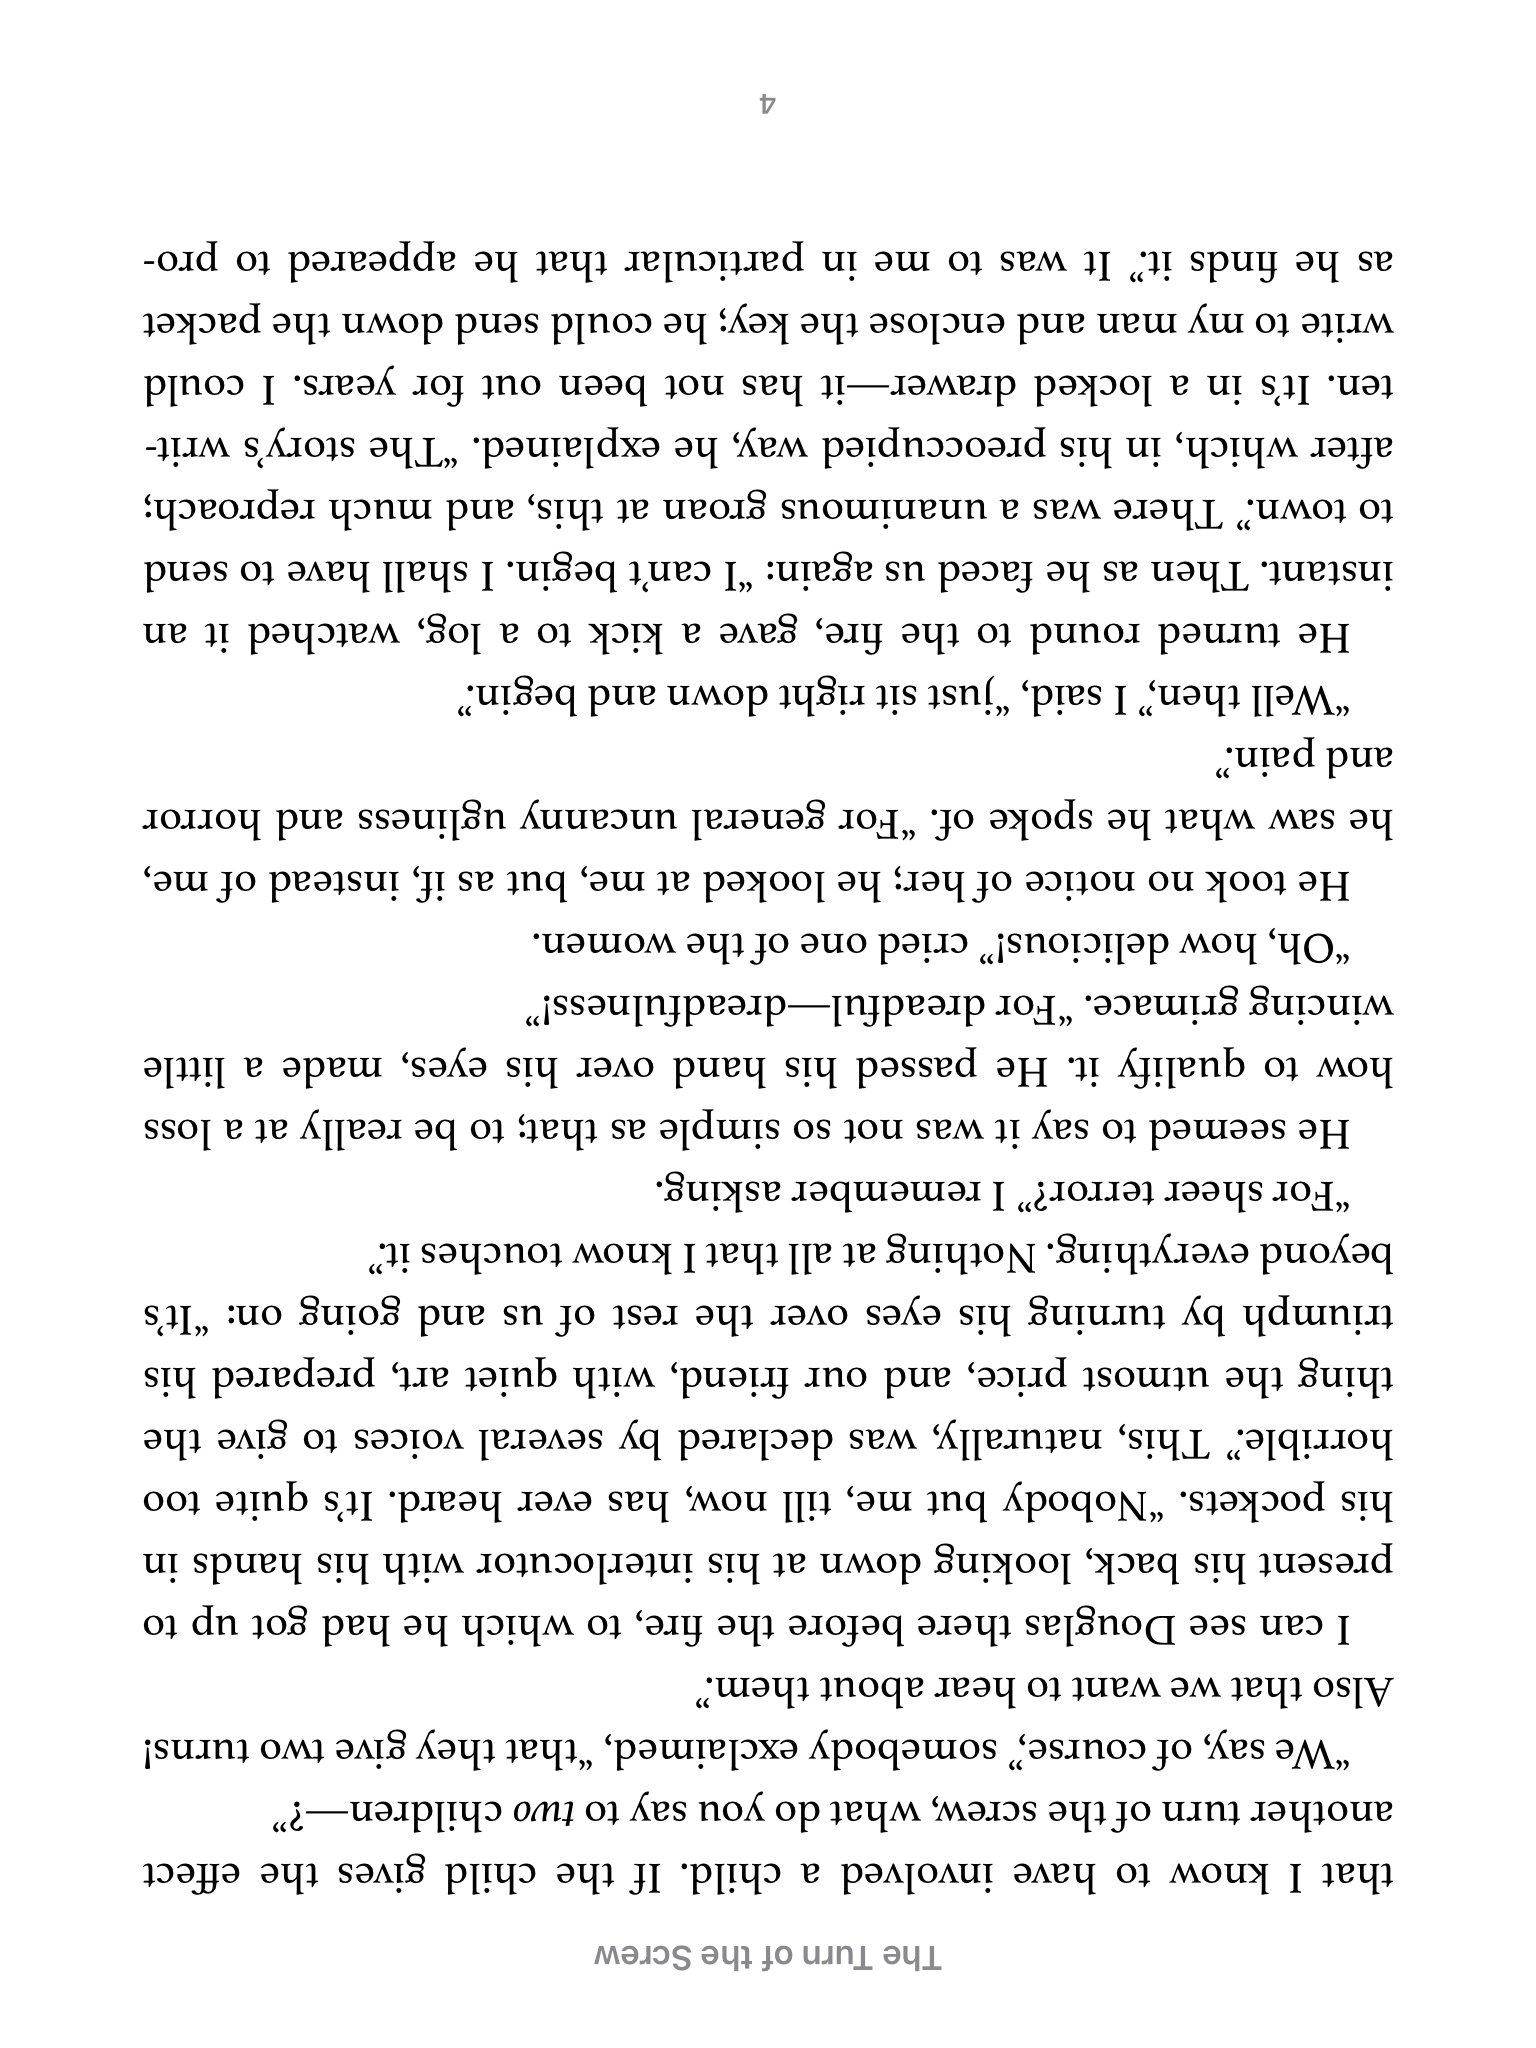 The Turn of the Screw
that I know to have involved a child. If the child gives the effect
another turn of the screw, what do you say to two children—?”
“We say, of course,” somebody exclaimed, “that they give two turns!
Also that we want to hear about them.”
I can see Douglas there before the fire, to which he had got up to
present his back, looking down at his interlocutor with his hands in
his pockets. “Nobody but me, till now, has ever heard. It’s quite too
horrible.” This, naturally, was declared by several voices to give the
thing the utmost price, and our friend, with quiet art, prepared his
triumph by turning his eyes over the rest of us and going on: “It’s
beyond everything. Nothing at all that I know touches it.”
“For sheer terror?” I remember asking.
He seemed to say it was not so simple as that; to be really at a loss
how to qualify it. He passed his hand over his eyes, made a little
wincing grimace. “For dreadful—dreadfulness!”
“Oh, how delicious!” cried one of the women.
He took no notice of her; he looked at me, but as if, instead of me,
he saw what he spoke of. “For general uncanny ugliness and horror
and pain.”
“Well then,” I said, “just sit right down and begin.”
He turned round to the fire, gave a kick to a log, watched it an
instant. Then as he faced us again: “I can’t begin. I shall have to send
to town.” There was a unanimous groan at this, and much reproach;
after which, in his preoccupied way, he explained. “The story’s writ-
ten. It’s in a locked drawer—it has not been out for years. I could
write to my man and enclose the key; he could send down the packet
as he finds it.” It was to me in particular that he appeared to pro-
4